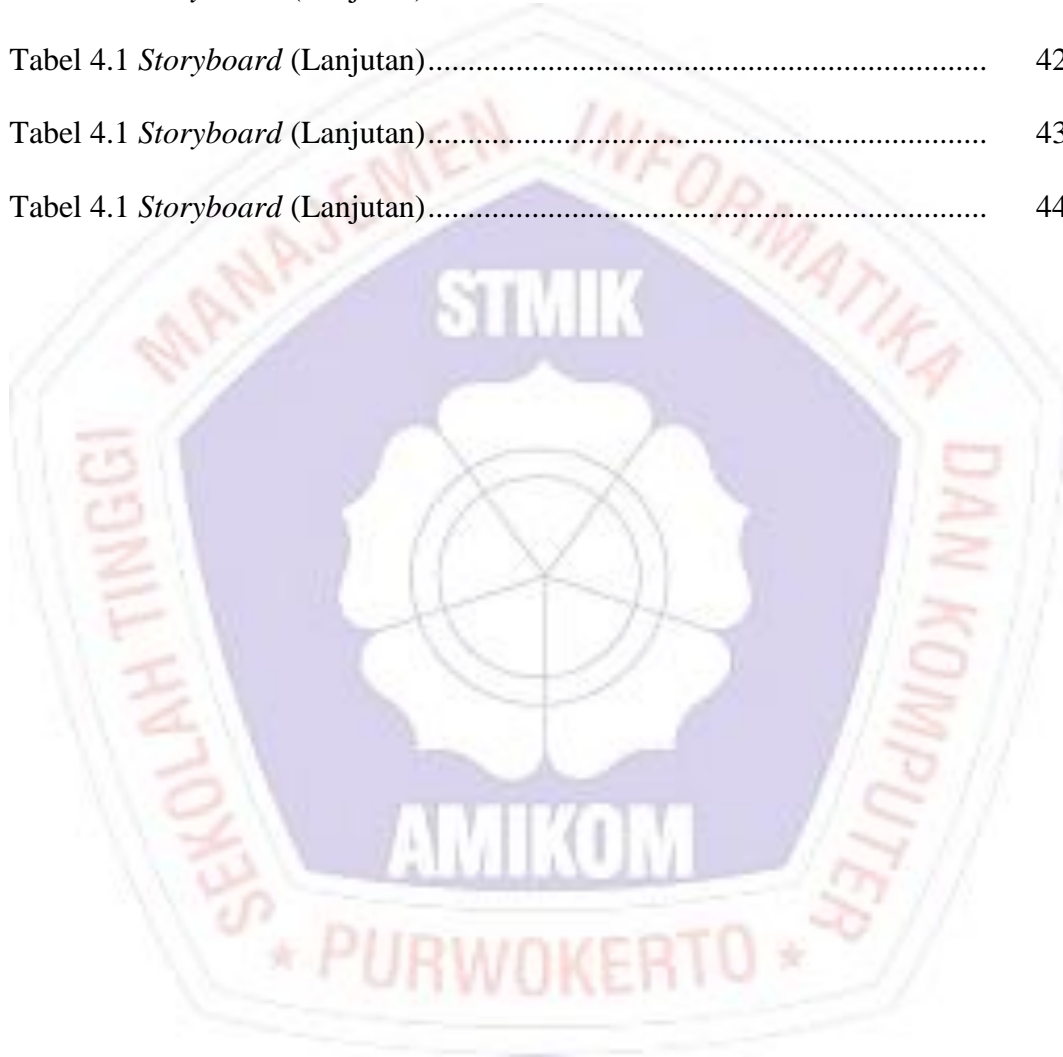 Tabel 4.1 Storyboard (Lanjutan)........................................................................ 42
Tabel 4.1 Storyboard (Lanjutan)........................................................................ 43
Tabel 4.1 Storyboard (Lanjutan)........................................................................ 44
SEKOLAH TINGGI MANAJEMEN INFORMATIKA DAN KOMPUTER
STMIK
AMIKOM
* PURWOKERTO *